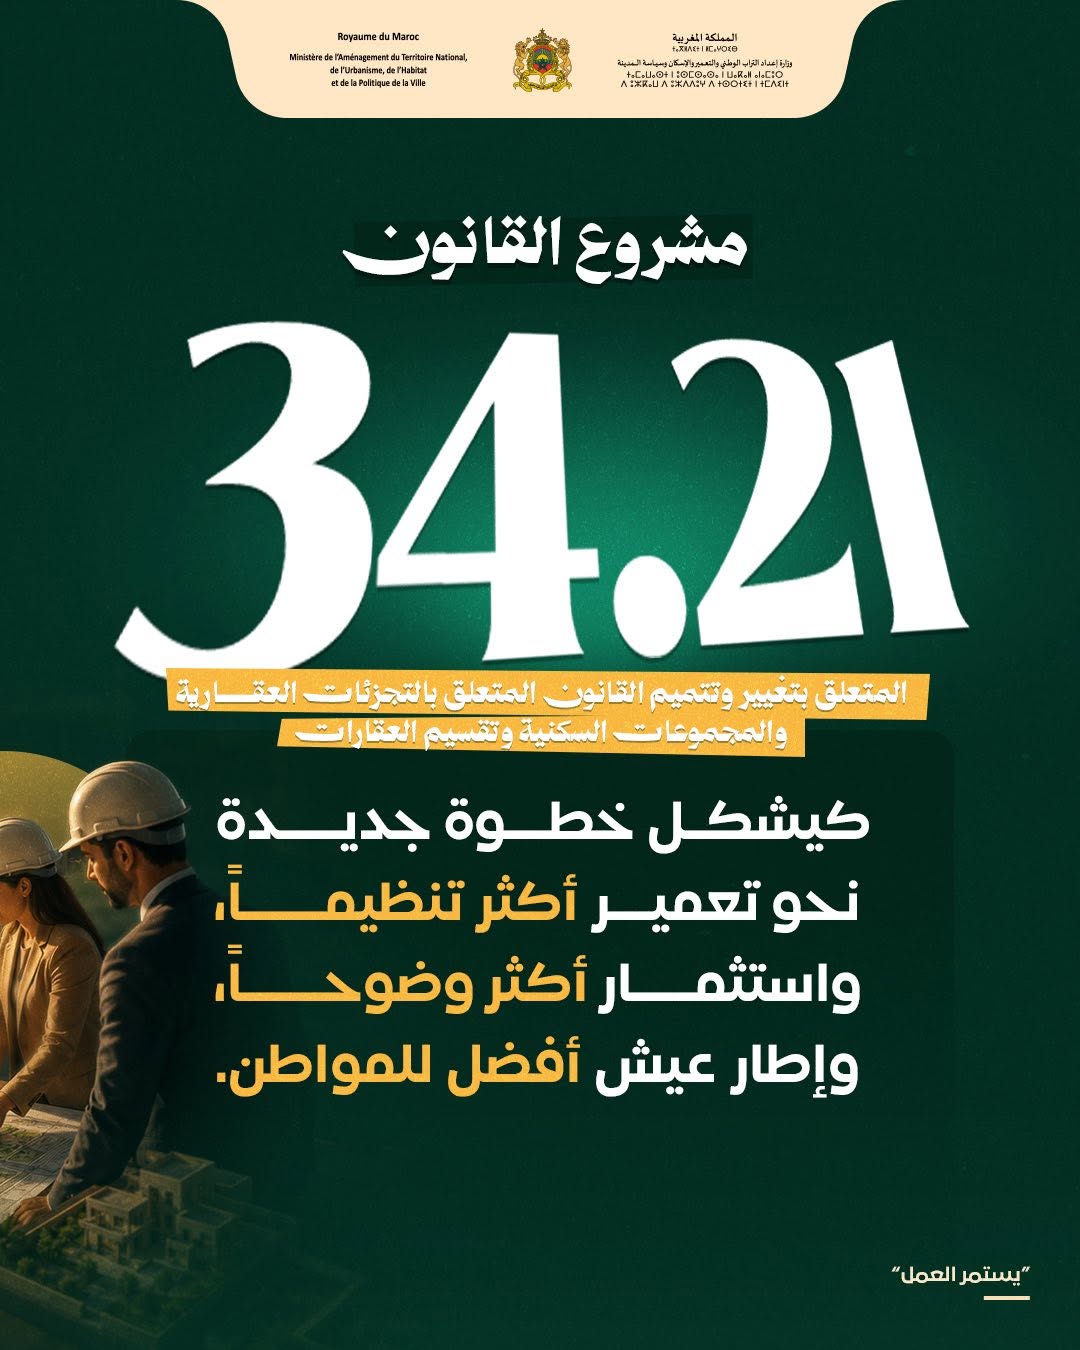 Royaume du Maroc
Ministère de l'Aménagement du Territoire National,
de l'Urbanisme, de l'Habitat
et de la Politique de la Ville
المملكة المغربية
ⵜⴰⴳⵍⴷⵉⵜ ⵏ ⵍⵎⵖⵔⵉⴱ
وزارة إعداد التراب الوطني والتعمير والإسكان وسياسة المدينة
مشروع القانون
34.21
المتعلق بتغيير وتتميم القانون المتعلق بالتجزئات العقارية
والمجموعات السكنية وتقسيم العقارات
كيشكل خطوة جديدة
نحو تعمير أكثر تنظيماً،
واستثمار أكثر وضوحاً،
وإطار عيش أفضل للمواطن.
”يستمر العمل“